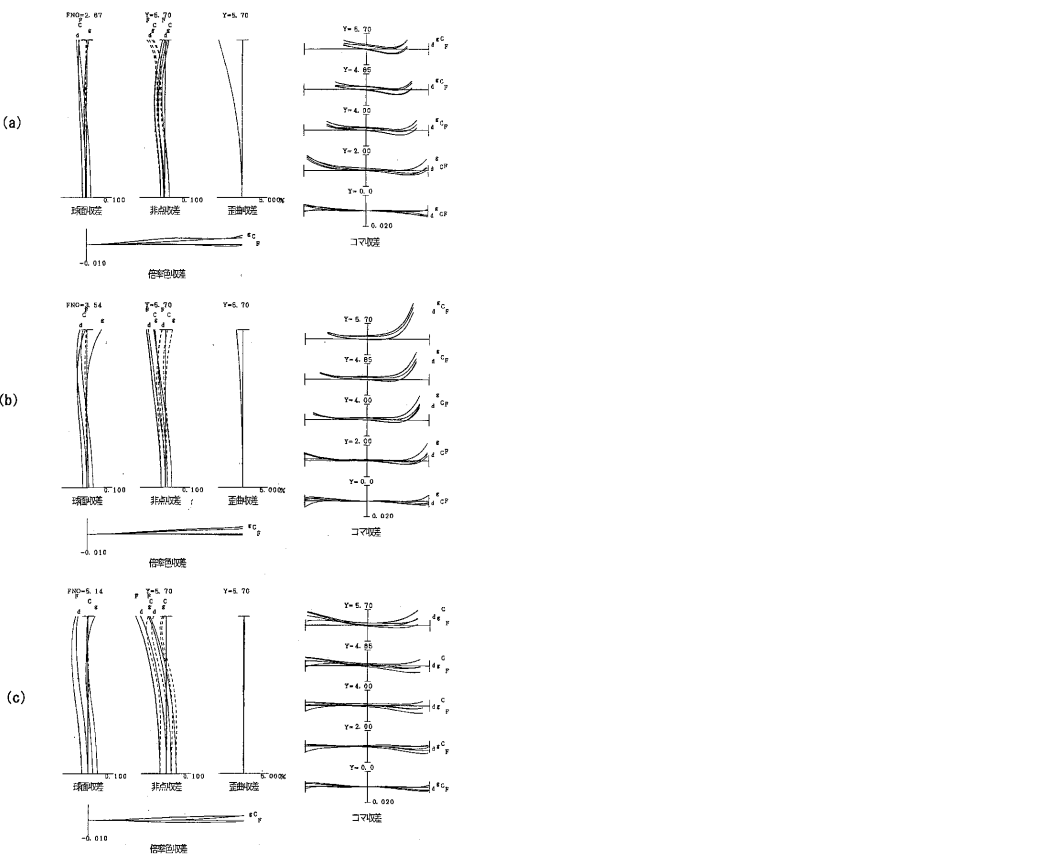 (a)
FNO=2.87
F
C
d g
Y=5.70
F F
C C
d g d g
Y=5.70
0.100
球面収差
0.100
非点収差
5.000%
歪曲収差
g C
F
-0.010
倍率色収差
Y=5.70
d g C F
Y=4.85
d g C F
Y=4.00
d g C F
Y=2.00
d g C F
Y=0.0
d g C F
0.020
コマ収差
(b)
FNO=3.54
F
C
d g
Y=5.70
F F
C C
d g d g
Y=5.70
0.100
球面収差
0.100
非点収差
5.000%
歪曲収差
g C
F
-0.010
倍率色収差
Y=5.70
d g C F
Y=4.85
d g C F
Y=4.00
d g C F
Y=2.00
d g C F
Y=0.0
d g C F
0.020
コマ収差
(c)
FNO=5.14
F
C
d g
Y=5.70
F F
C C
d g d g
Y=5.70
0.100
球面収差
0.100
非点収差
5.000%
歪曲収差
g C
F
-0.010
倍率色収差
Y=5.70
d g C F
Y=4.85
d g C F
Y=4.00
d g C F
Y=2.00
d g C F
Y=0.0
d g C F
0.020
コマ収差